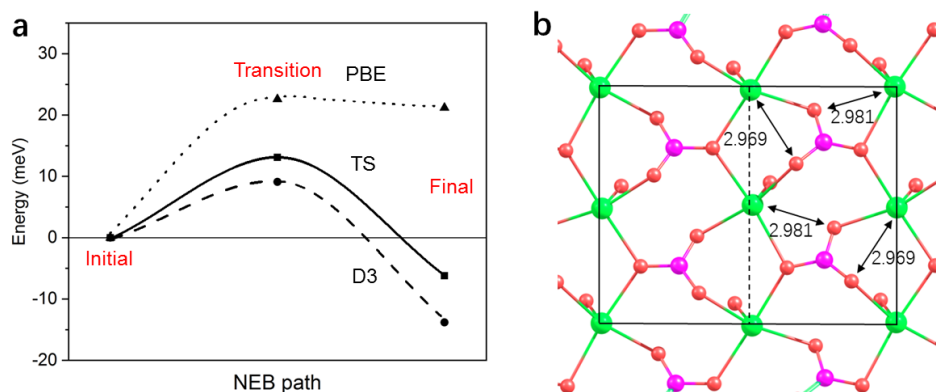 a
30
20
10
0
-10
-20
Energy (meV)
Transition
PBE
TS
Final
Initial
D3
NEB path
b
2.981
2.969
2.981
2.969